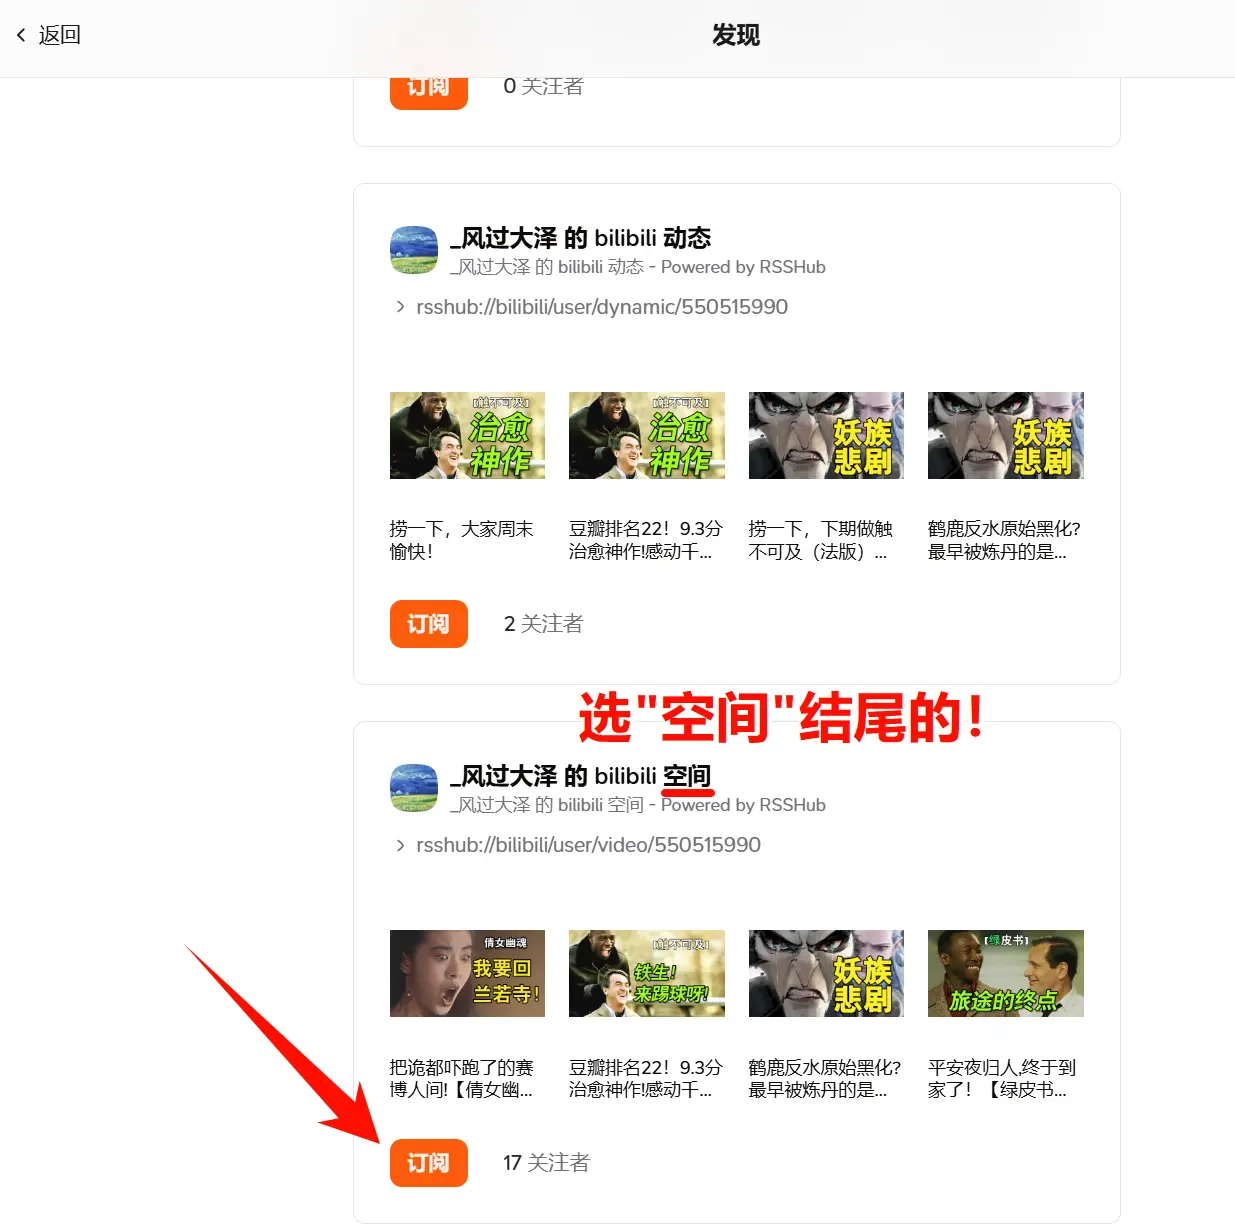 返回
发现
订阅
0 关注者
_风过大泽 的 bilibili 动态
_风过大泽 的 bilibili 动态 - Powered by RSSHub
rsshub://bilibili/user/dynamic/550515990
【触不可及】
治愈
神作
【触不可及】
治愈
神作
妖族
悲剧
妖族
悲剧
捞一下，大家周末
愉快！
豆瓣排名22！9.3分
治愈神作!感动千...
捞一下，下期做触
不可及（法版）...
鹤鹿反水原始黑化?
最早被炼丹的是...
订阅
2 关注者
选"空间"结尾的!
_风过大泽 的 bilibili 空间
_风过大泽 的 bilibili 空间 - Powered by RSSHub
rsshub://bilibili/user/video/550515990
倩女幽魂
我要回
兰若寺!
【触不可及】
铁生!
来踢球呀!
妖族
悲剧
【绿皮书】
旅途的终点
把诡都吓跑了的赛
博人间!【倩女幽...
豆瓣排名22！9.3分
治愈神作!感动千...
鹤鹿反水原始黑化?
最早被炼丹的是...
平安夜归人,终于到
家了！【绿皮书...
订阅
17 关注者